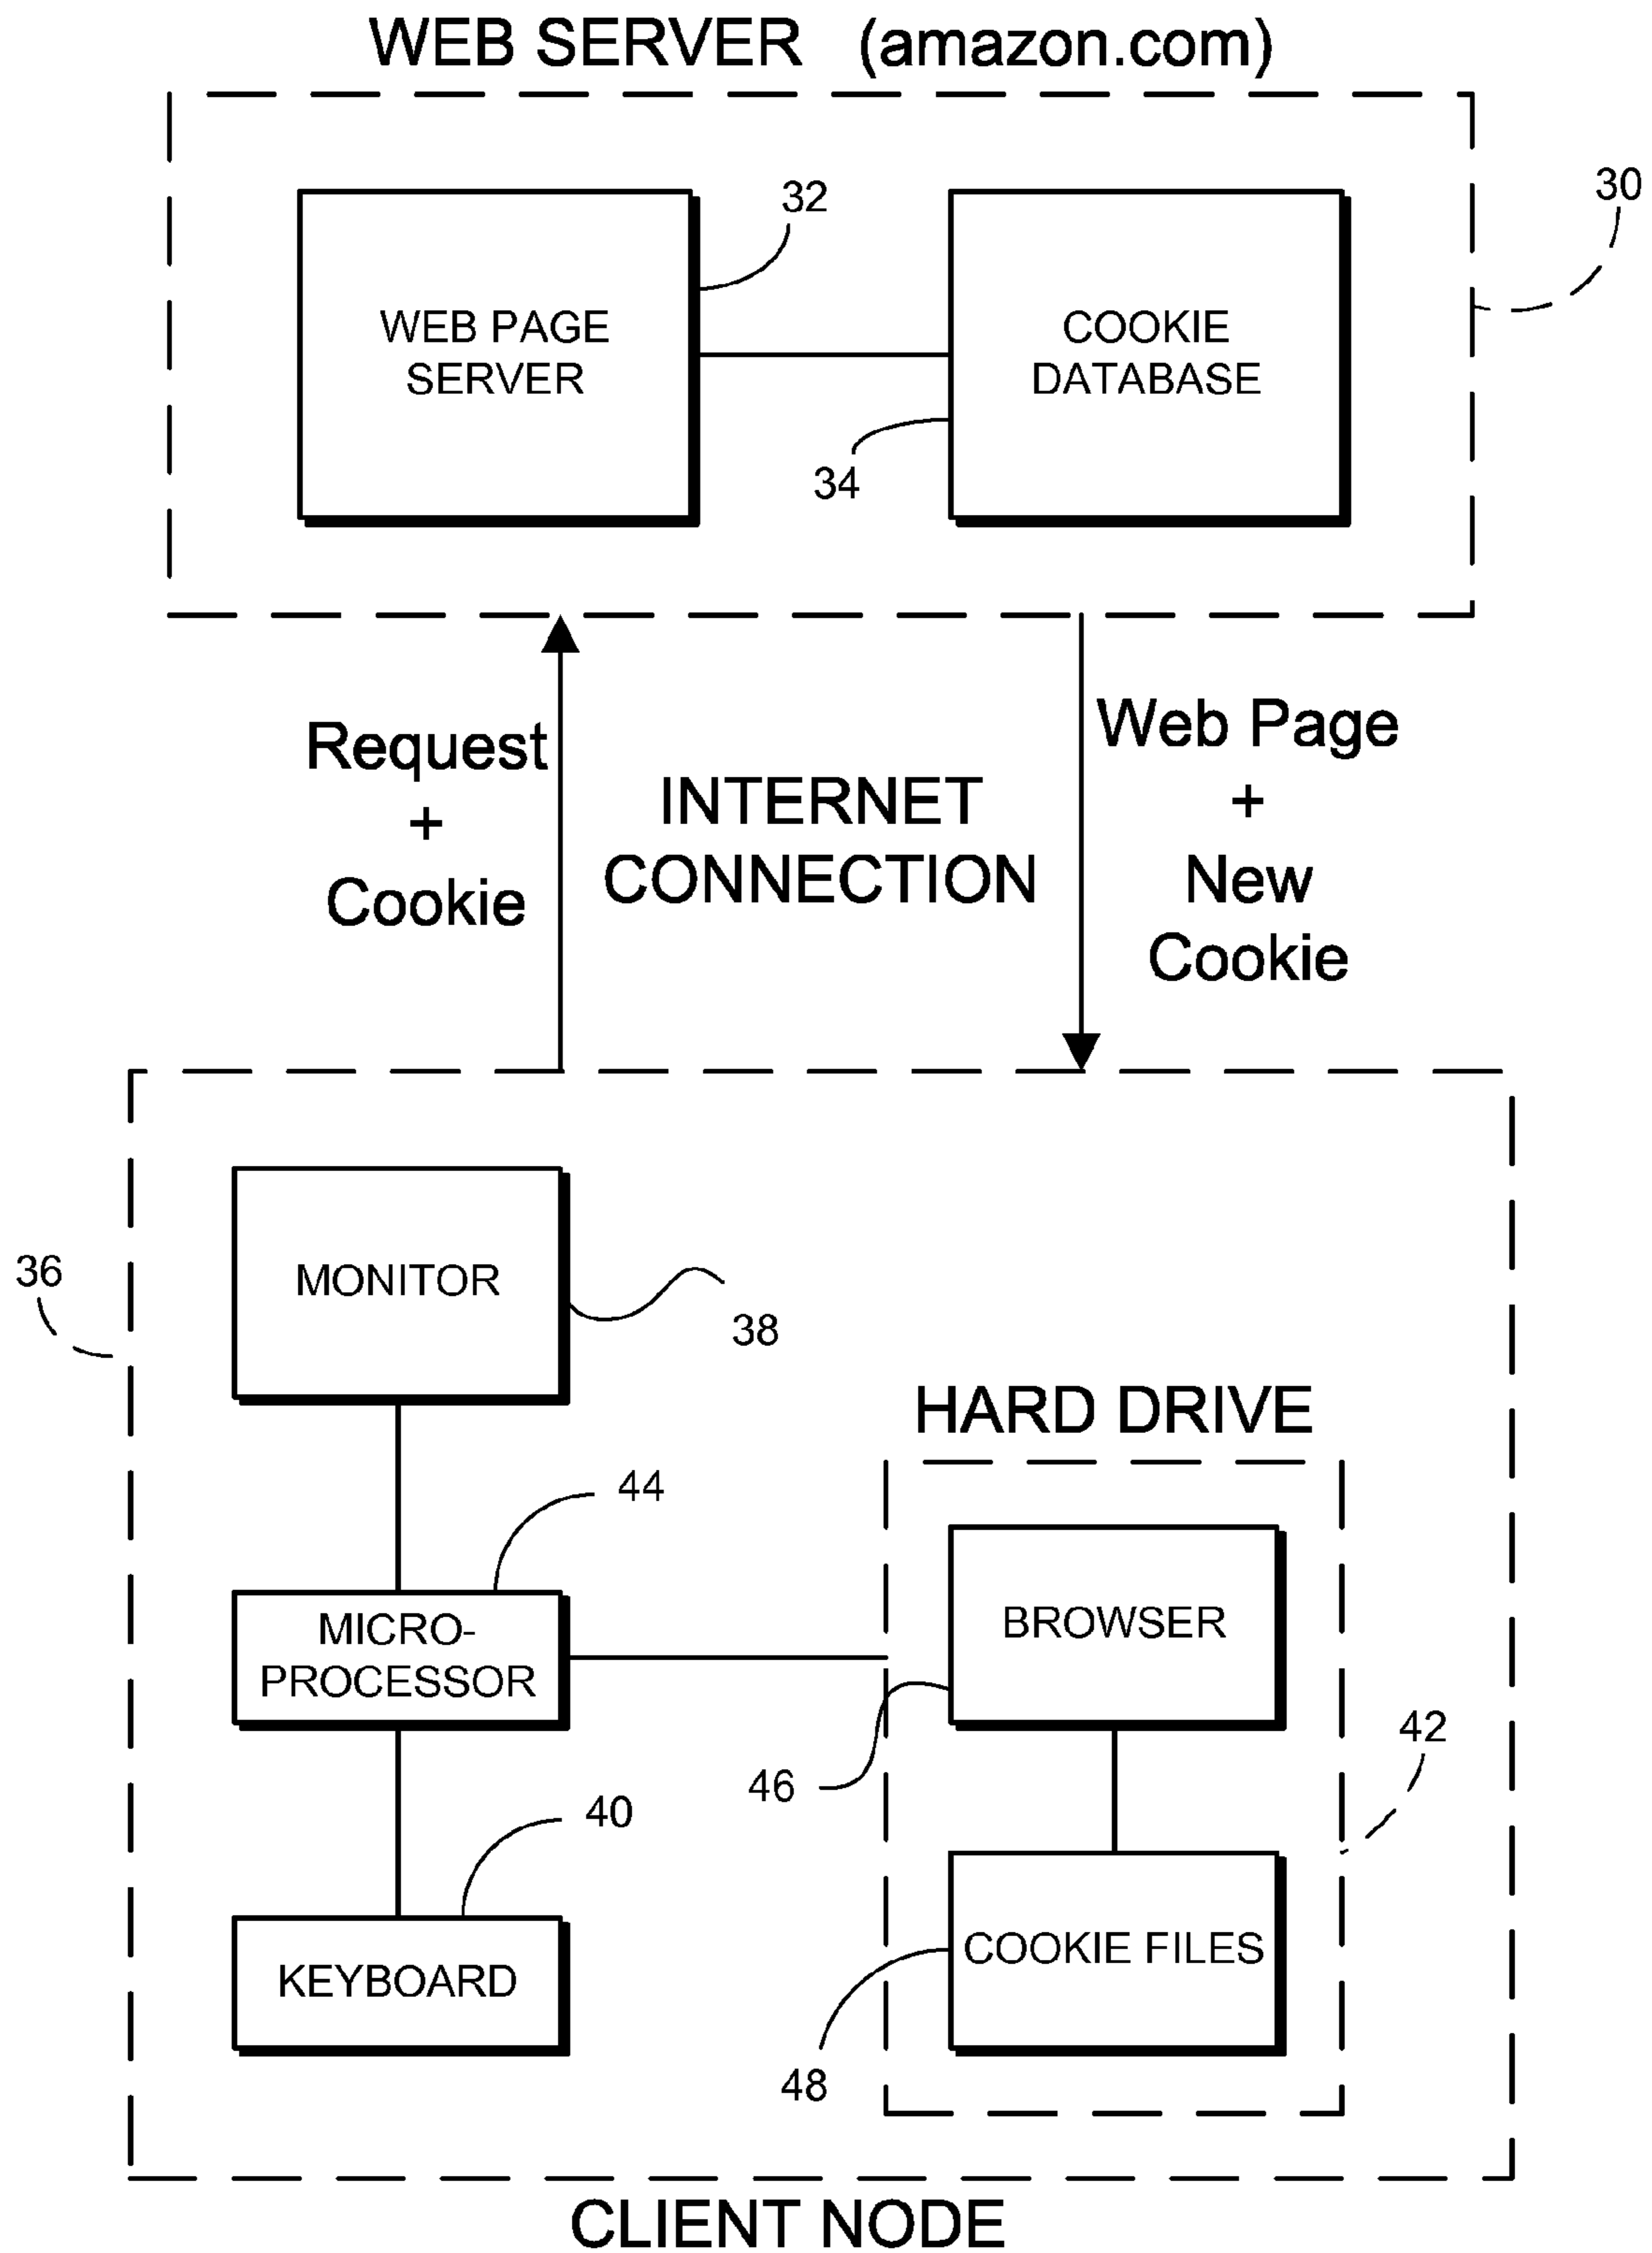 WEB SERVER (amazon.com)
30
32
WEB PAGE
SERVER
COOKIE
DATABASE
34
Request
+
Cookie
INTERNET
CONNECTION
Web Page
+
New
Cookie
36
MONITOR
38
HARD DRIVE
44
MICRO-
PROCESSOR
BROWSER
46
42
40
KEYBOARD
COOKIE FILES
48
CLIENT NODE